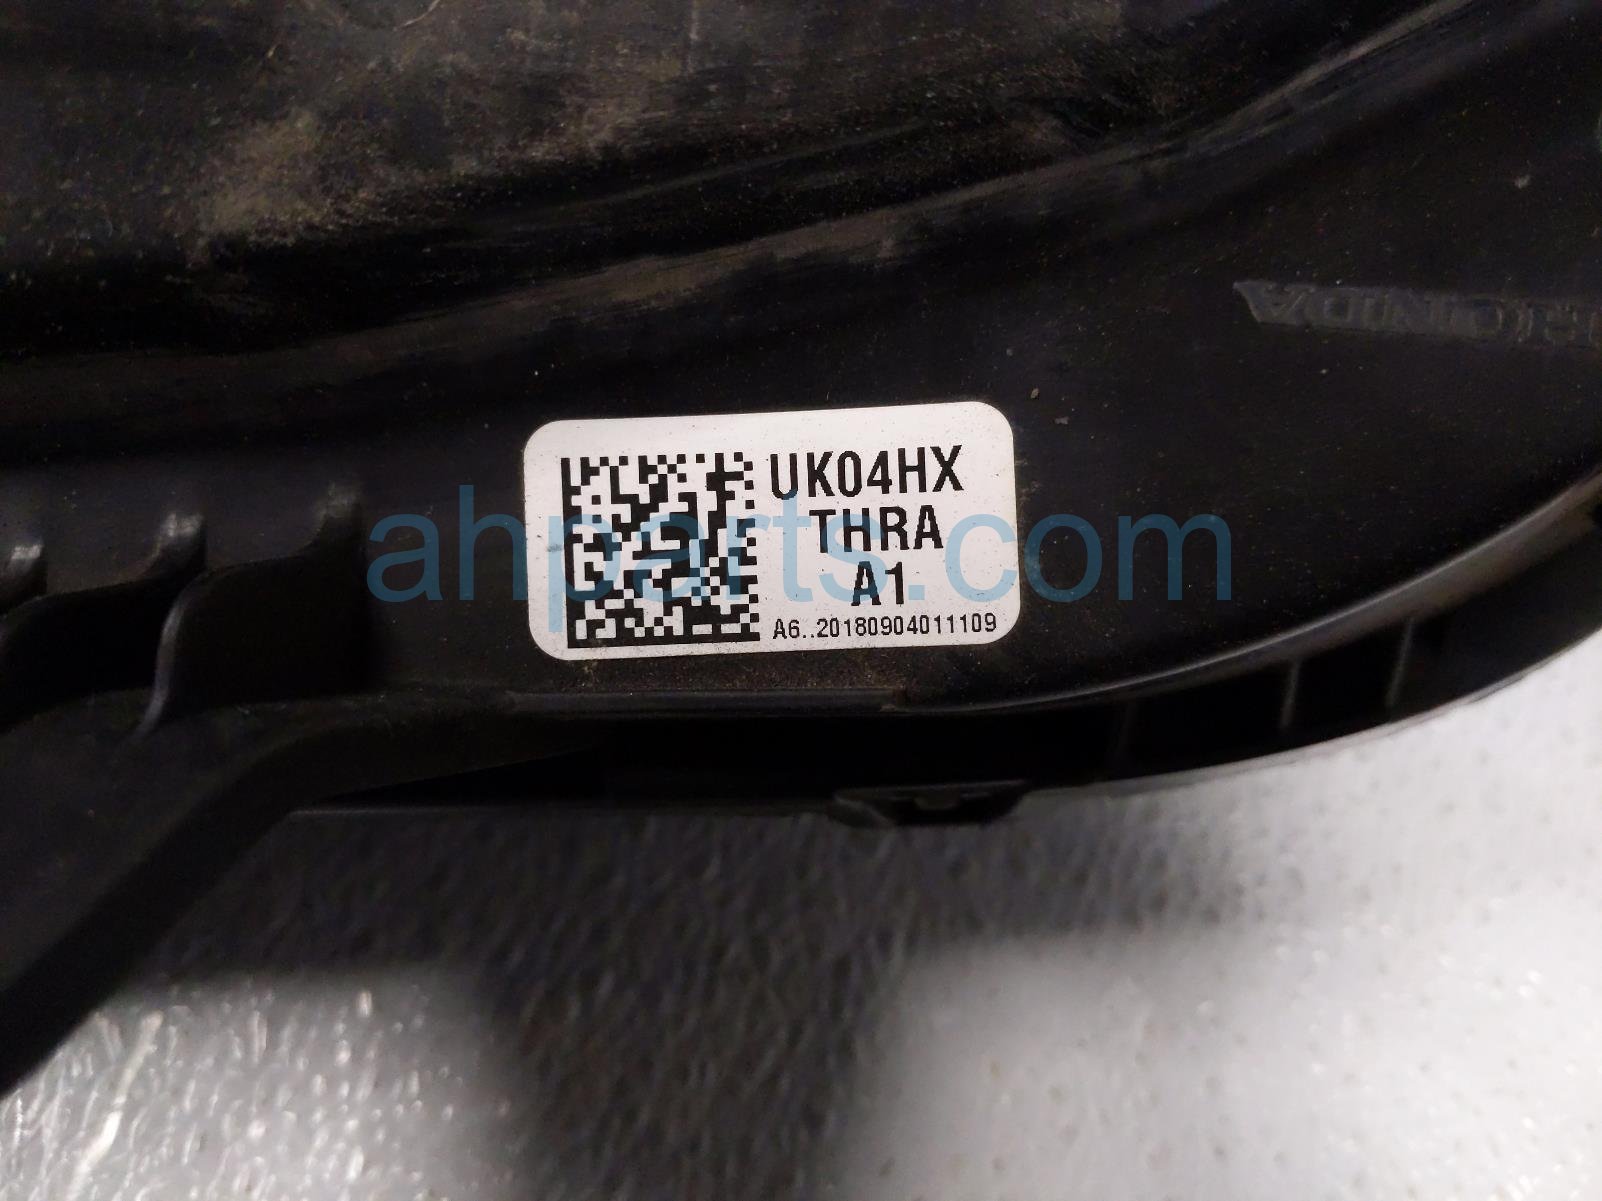 HONDA
UK04HX
THRA
A1
A6..20180904011109
ahparts.com